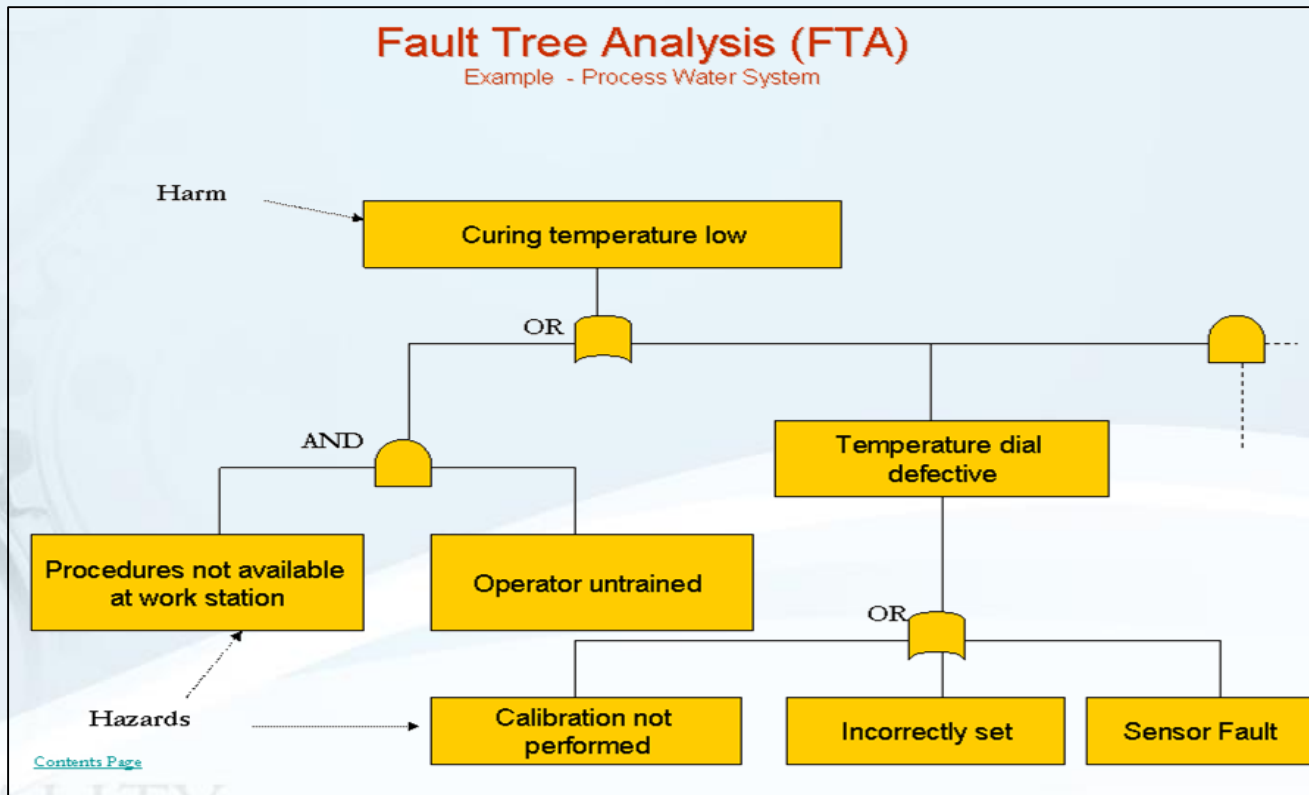 Fault Tree Analysis (FTA)
Example - Process Water System
Harm
Curing temperature low
OR
AND
Temperature dial
defective
Procedures not available
at work station
Operator untrained
OR
Hazards
Calibration not
performed
Incorrectly set
Sensor Fault
Contents Page